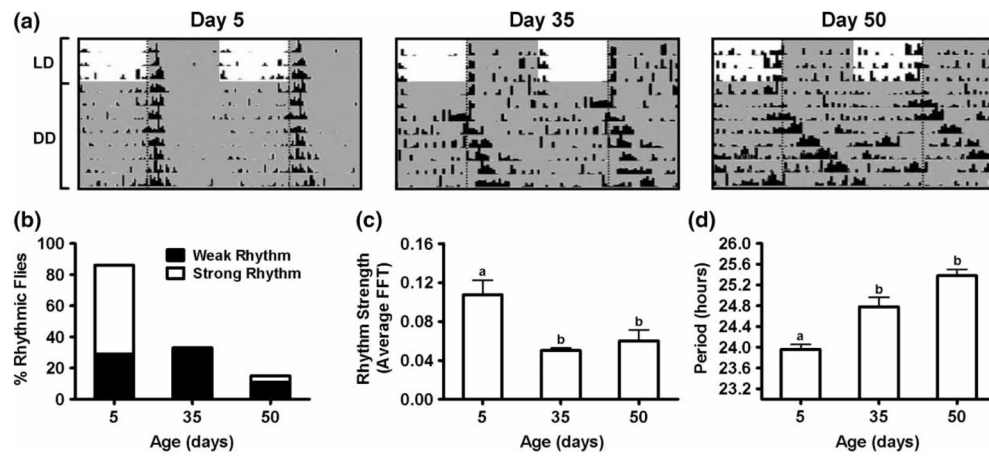 (a) Day 5 Day 35 Day 50
LD
DD
(b) (c) (d)
% Rhythmic Flies
100
80
60
40
20
0
Weak Rhythm
Strong Rhythm
5 35 50
Age (days)
Rhythm Strength
(Average FFT)
0.16
0.12
0.08
0.04
0.00
a
b
b
5 35 50
Age (days)
Period (hours)
26.0
25.6
25.2
24.8
24.4
24.0
23.6
23.2
a
b
b
5 35 50
Age (days)